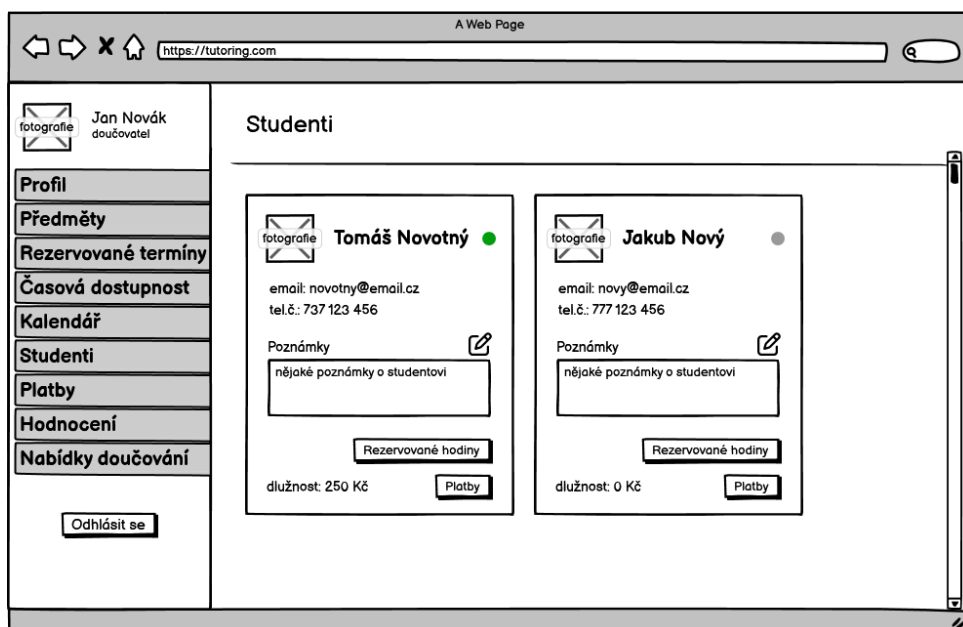 A Web Page
https://tutoring.com
fotografie
Jan Novák
doučovatel
Profil
Předměty
Rezervované termíny
Časová dostupnost
Kalendář
Studenti
Platby
Hodnocení
Nabídky doučování
Odhlásit se
Studenti
fotografie
Tomáš Novotný
email: novotny@email.cz
tel.č.: 737 123 456
Poznámky
nějaké poznámky o studentovi
Rezervované hodiny
dlužnost: 250 Kč
Platby
fotografie
Jakub Nový
email: novy@email.cz
tel.č.: 777 123 456
Poznámky
nějaké poznámky o studentovi
Rezervované hodiny
dlužnost: 0 Kč
Platby